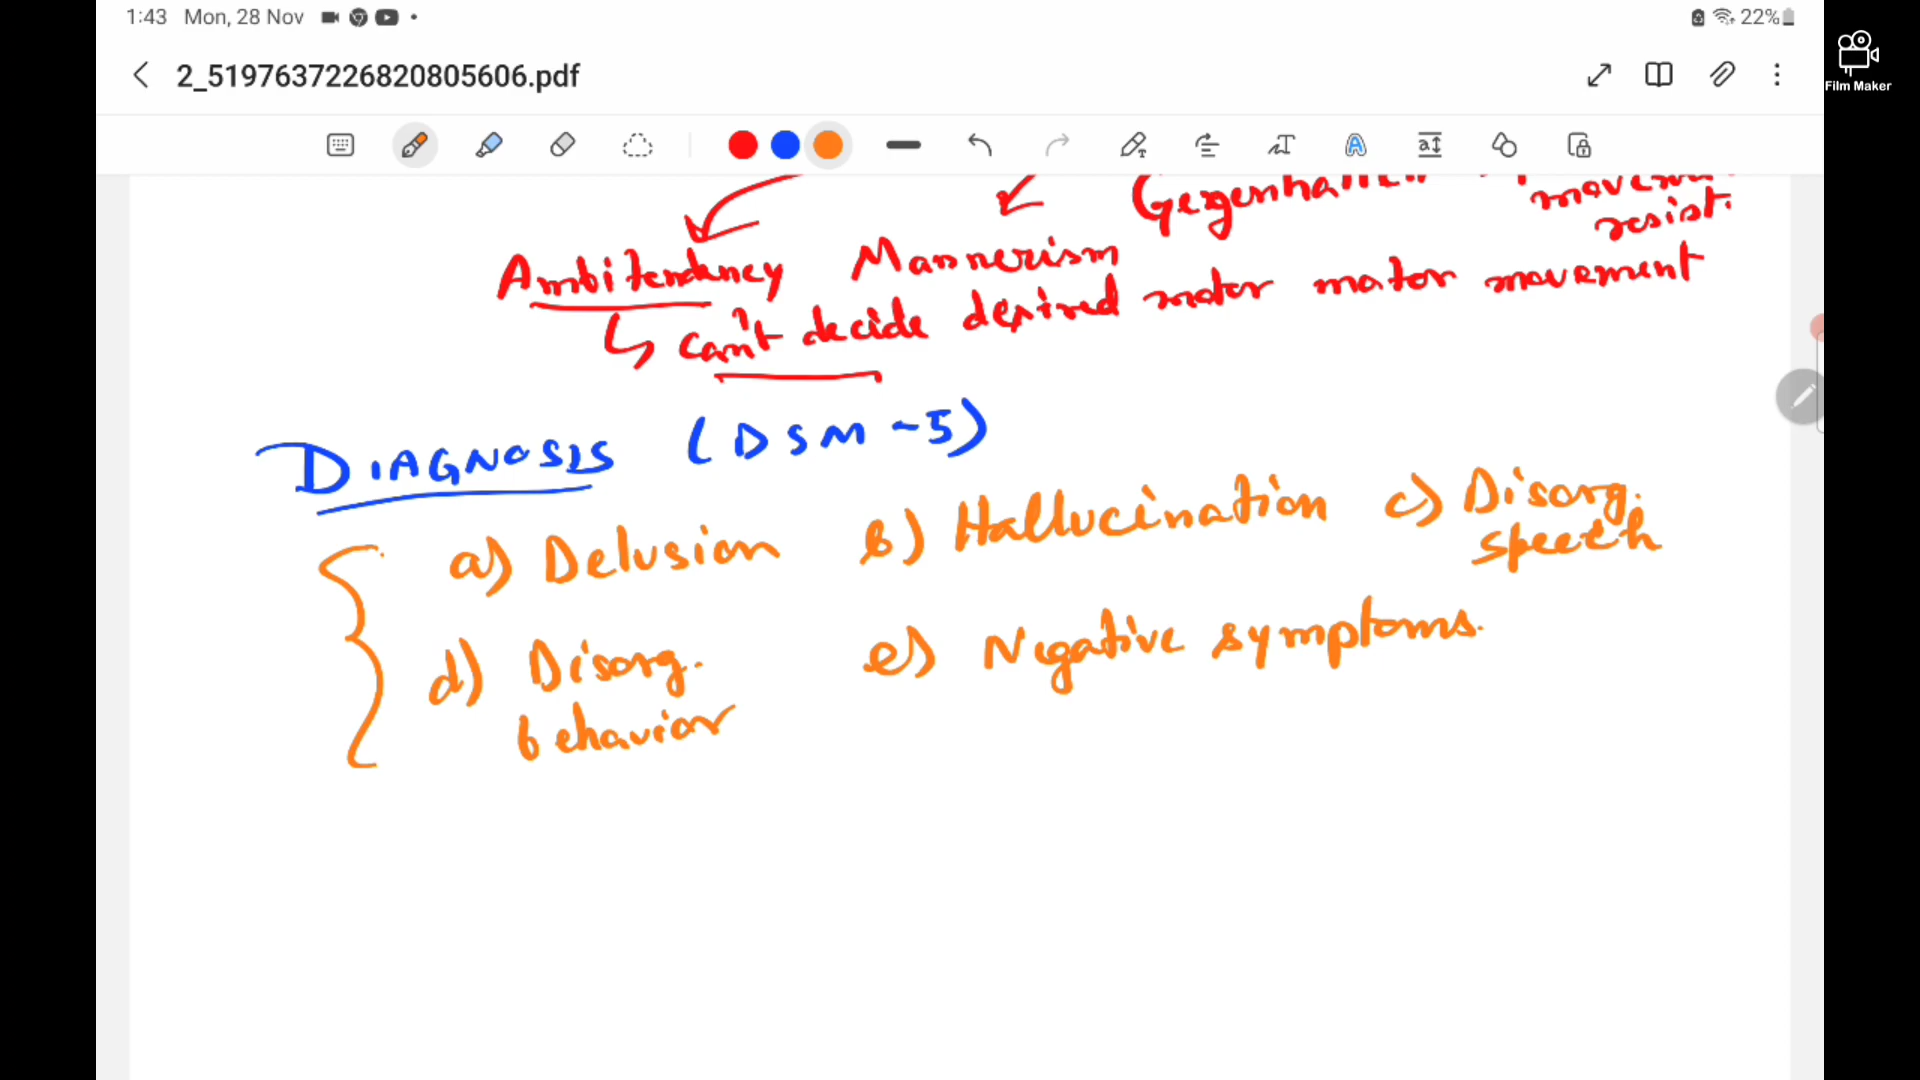 1:43 Mon, 28 Nov
22%
Film Maker
2_5197637226820805606.pdf
Gegenhalten
movement
resist.
Ambitendency Mannerism
can't decide desired motor motor movement
DIAGNOSIS (DSM-5)
a) Delusion b) Hallucination c) Disorg.
speech
d) Disorg. e) Negative symptoms.
behavior